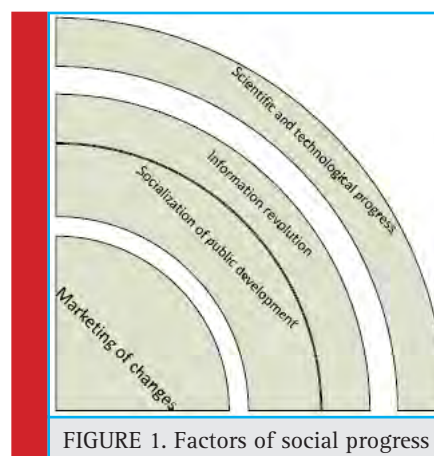 Scientific and technological progress
Information revolution
Socialization of public development
Marketing of changes
FIGURE 1. Factors of social progress